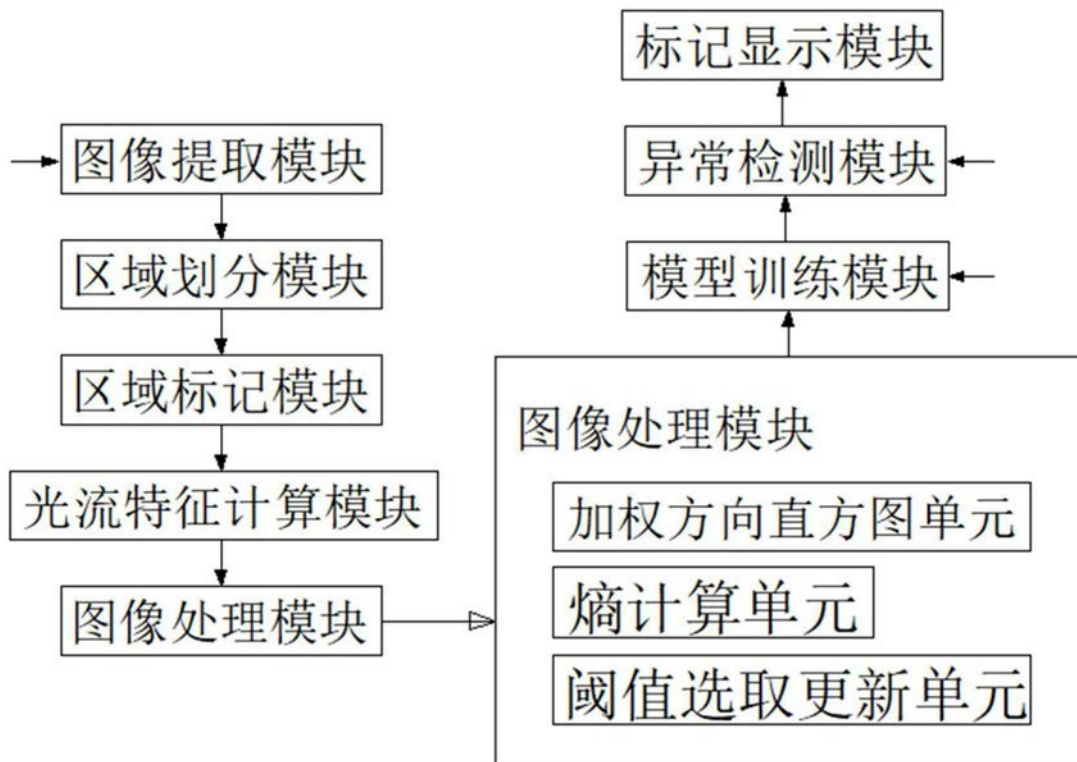 图像提取模块
区域划分模块
区域标记模块
光流特征计算模块
图像处理模块
标记显示模块
异常检测模块
模型训练模块
图像处理模块
加权方向直方图单元
熵计算单元
阈值选取更新单元